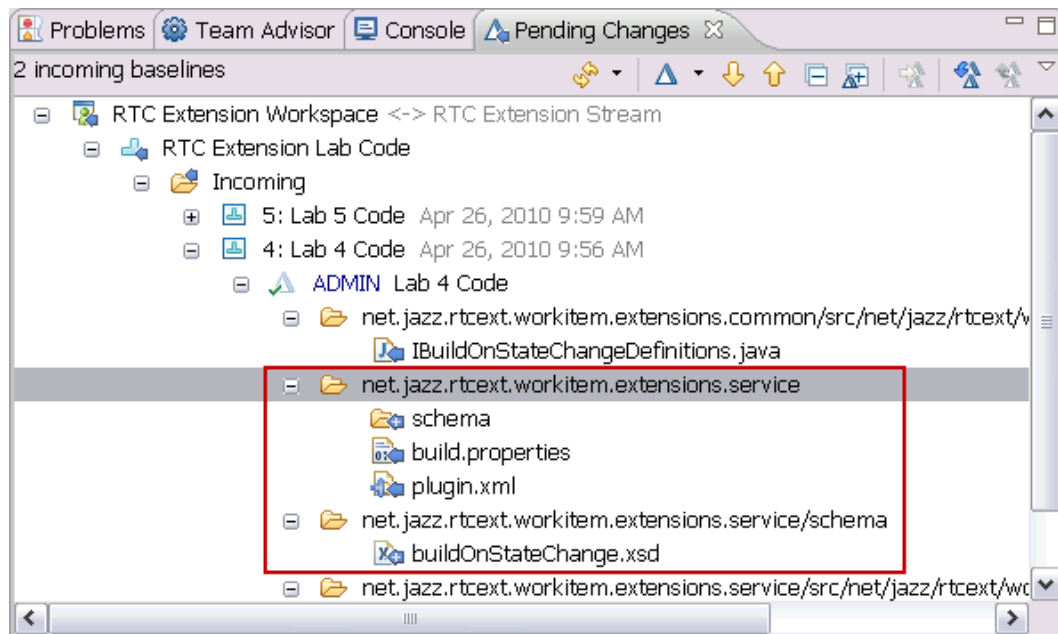 Problems Team Advisor Console Pending Changes
2 incoming baselines
RTC Extension Workspace <-> RTC Extension Stream
RTC Extension Lab Code
Incoming
5: Lab 5 Code Apr 26, 2010 9:59 AM
4: Lab 4 Code Apr 26, 2010 9:56 AM
ADMIN Lab 4 Code
net.jazz.rtcext.workitem.extensions.common/src/net/jazz/rtcext/
IBuildOnStateChangeDefinitions.java
net.jazz.rtcext.workitem.extensions.service
schema
build.properties
plugin.xml
net.jazz.rtcext.workitem.extensions.service/schema
buildOnStateChange.xsd
net.jazz.rtcext.workitem.extensions.service/src/net/jazz/rtcext/